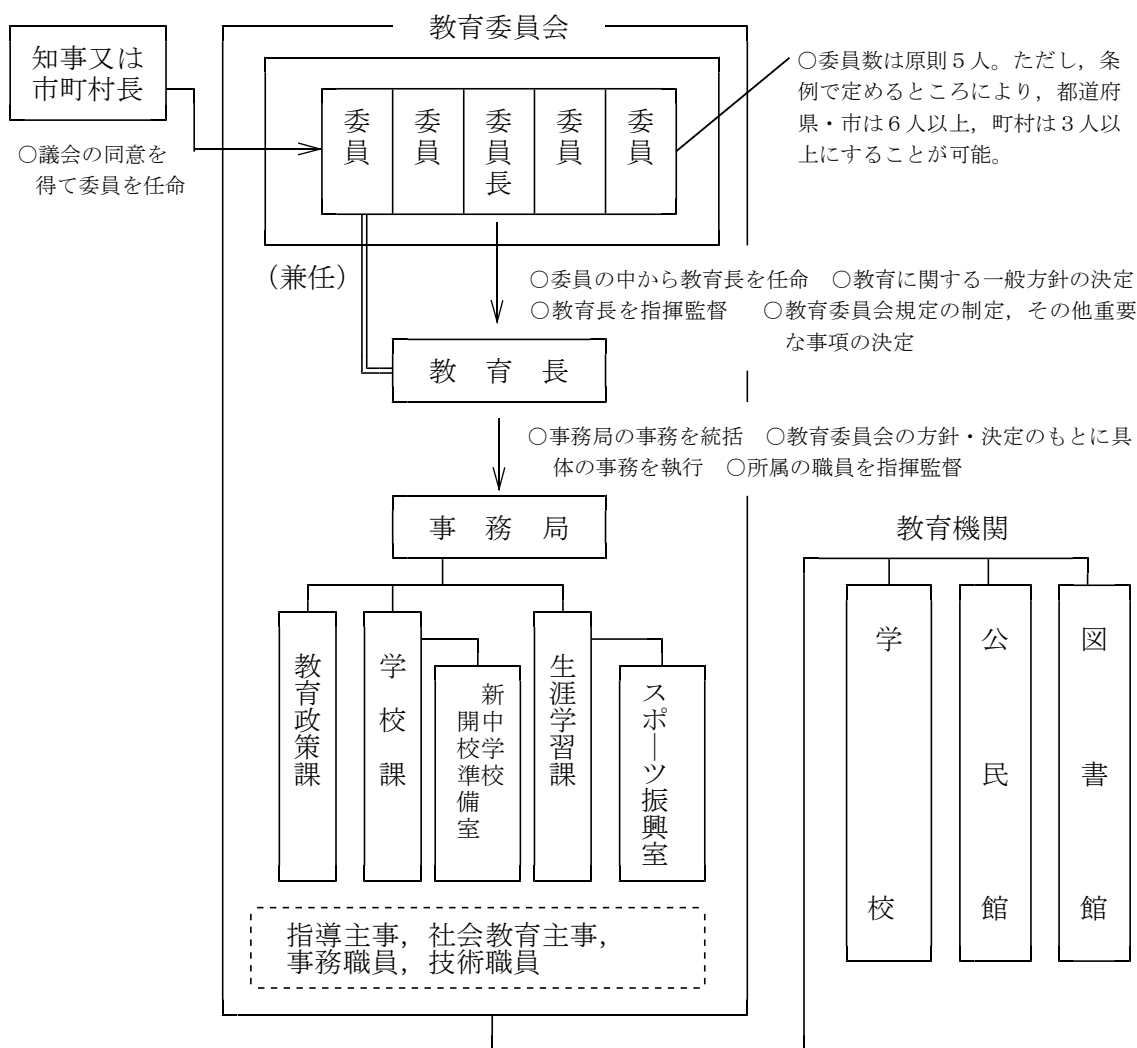 教育委員会
知事又は
市町村長
○議会の同意を
得て委員を任命
委員
委員
委員長
委員
委員
○委員数は原則5人。ただし，条
例で定めるところにより，都道府
県・市は6人以上，町村は3人以
上にすることが可能。
（兼任）
○委員の中から教育長を任命　○教育に関する一般方針の決定
○教育長を指揮監督　○教育委員会規定の制定，その他重要
な事項の決定
教　育　長
○事務局の事務を統括　○教育委員会の方針・決定のもとに具
体の事務を執行　○所属の職員を指揮監督
事　務　局
教育政策課
学校課
新中学校
開校準備室
生涯学習課
スポーツ振興室
指導主事，社会教育主事，
事務職員，技術職員
教育機関
学校
公民館
図書館